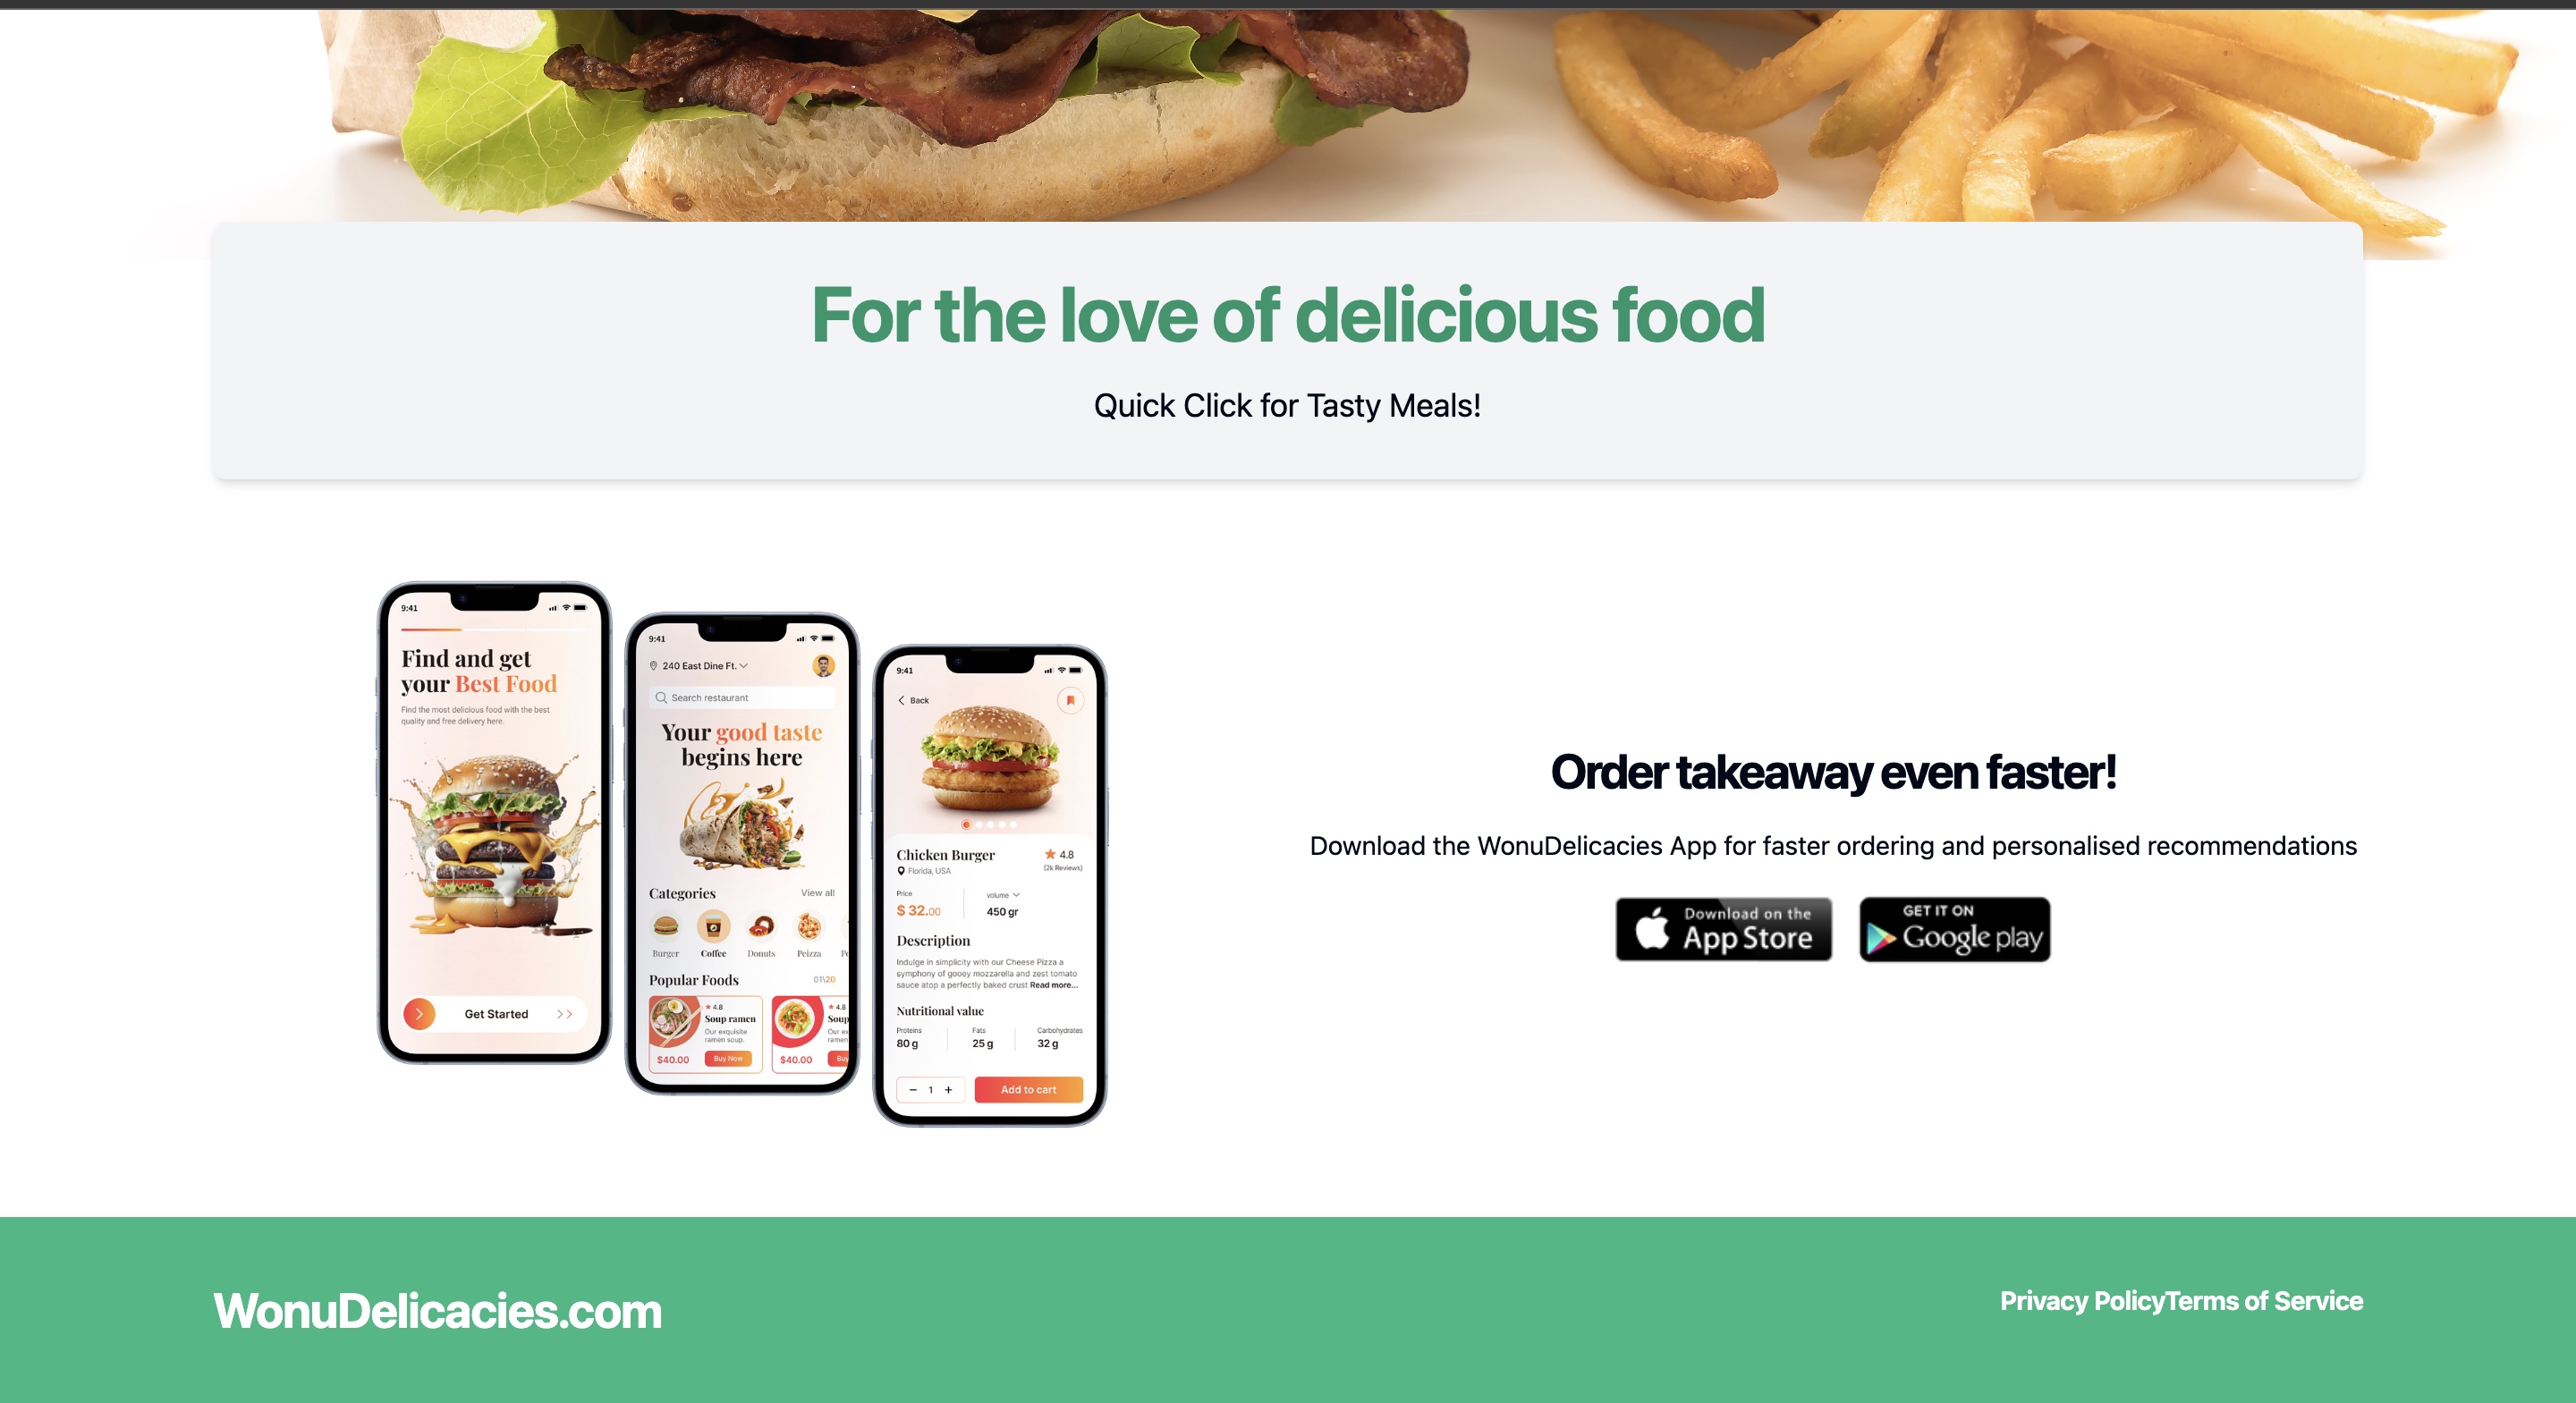 For the love of delicious food
Quick Click for Tasty Meals!
9:41
Find and get
your Best Food
Find the most delicious food with the best
quality and free delivery here.
Get Started
9:41
240 East Dine Ft.
Search restaurant
Your good taste
begins here
Categories
View all
Burger
Coffee
Donuts
Peizza
Popular Foods
01\20
4.8
Soup ramen
Our exquisite
ramen soup.
$40.00
Buy Now
4.8
Soup
Our ex
ramen
$40.00
Buy
9:41
Back
Chicken Burger
4.8
Florida, USA
(2k Reviews)
Price
volume
$ 32.00
450 gr
Description
Indulge in simplicity with our Cheese Pizza a
symphony of gooey mozzarella and zest tomato
sauce atop a perfectly baked crust Read more...
Nutritional value
Proteins
Fats
Carbohydrates
80 g
25 g
32 g
− 1 +
Add to cart
Order takeaway even faster!
Download the WonuDelicacies App for faster ordering and personalised recommendations
Download on the
App Store
GET IT ON
Google play
WonuDelicacies.com
Privacy PolicyTerms of Service